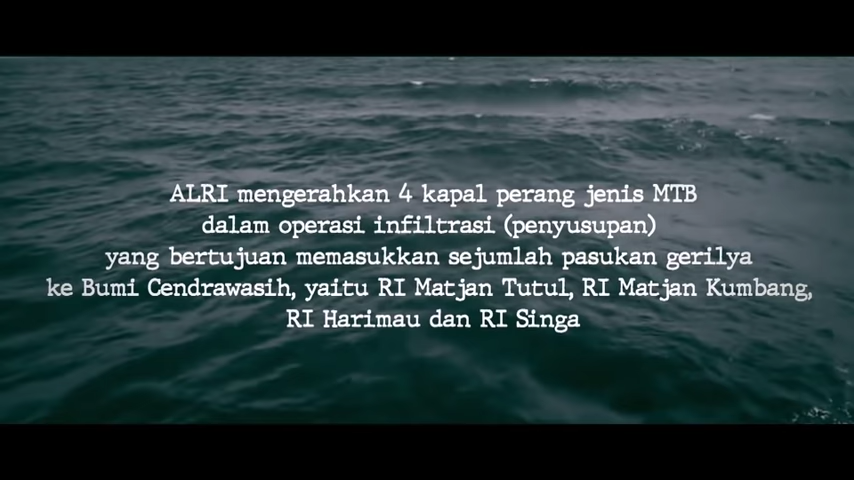 ALRI mengerahkan 4 kapal perang jenis MTB
dalam operasi infiltrasi (penyusupan)
yang bertujuan memasukkan sejumlah pasukan gerilya
ke Bumi Cendrawasih, yaitu RI Matjan Tutul, RI Matjan Kumbang,
RI Harimau dan RI Singa